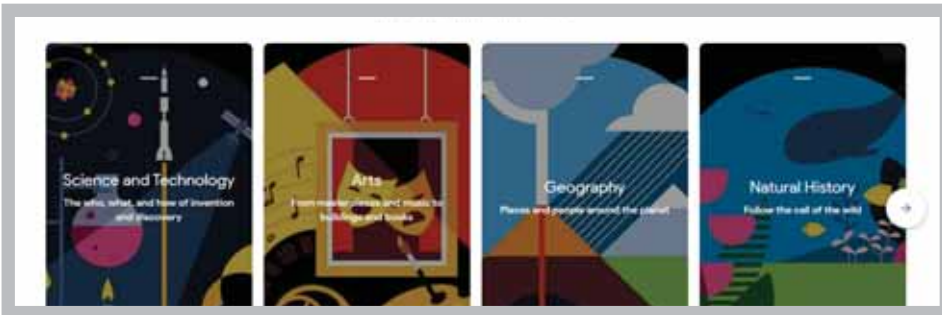 Science and Technology
The who, what, and how of invention
and discovery
Arts
From masterpieces and music to
buildings and books
Geography
Places and people around the planet
Natural History
Follow the call of the wild